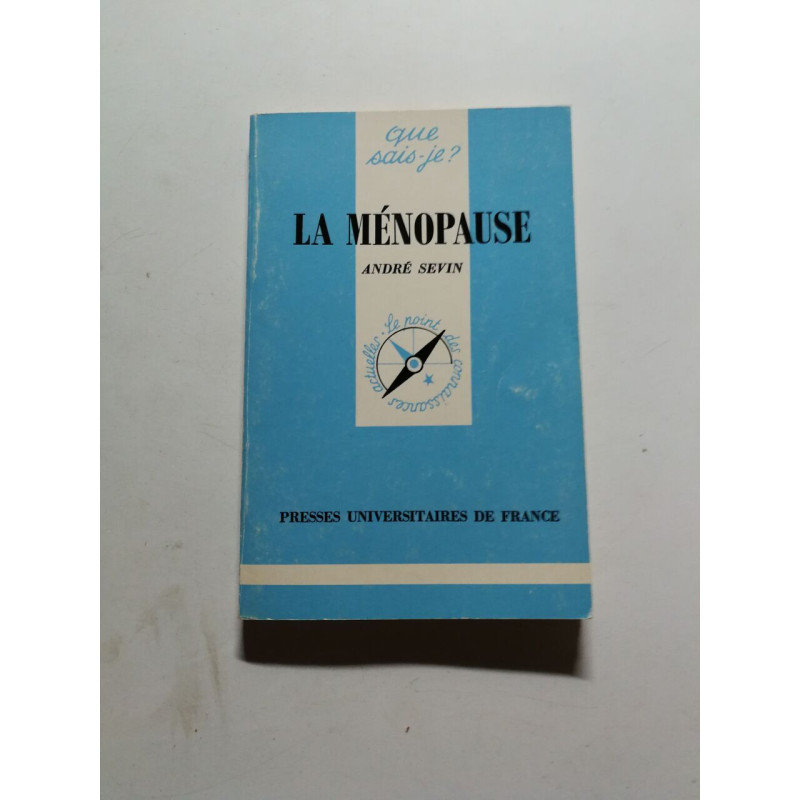 que
sais-je?
LA MÉNOPAUSE
ANDRÉ SEVIN
Le point des connaissances actuelles
PRESSES UNIVERSITAIRES DE FRANCE